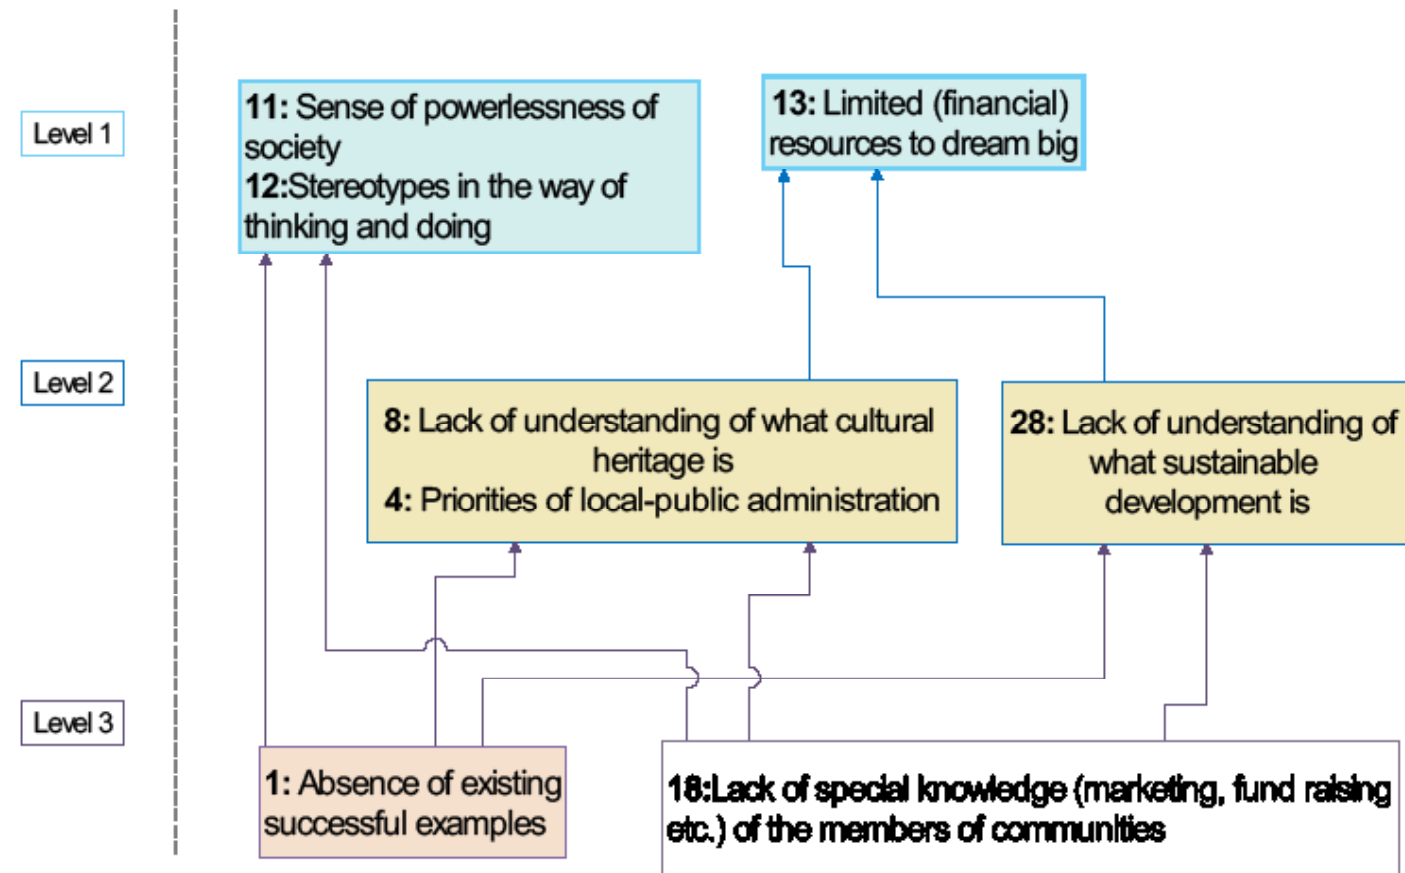 Level 1
11: Sense of powerlessness of
society
12:Stereotypes in the way of
thinking and doing
13: Limited (financial)
resources to dream big
Level 2
8: Lack of understanding of what cultural
heritage is
4: Priorities of local-public administration
28: Lack of understanding of
what sustainable
development is
Level 3
1: Absence of existing
successful examples
18:Lack of special knowledge (marketing, fund raising
etc.) of the members of communities